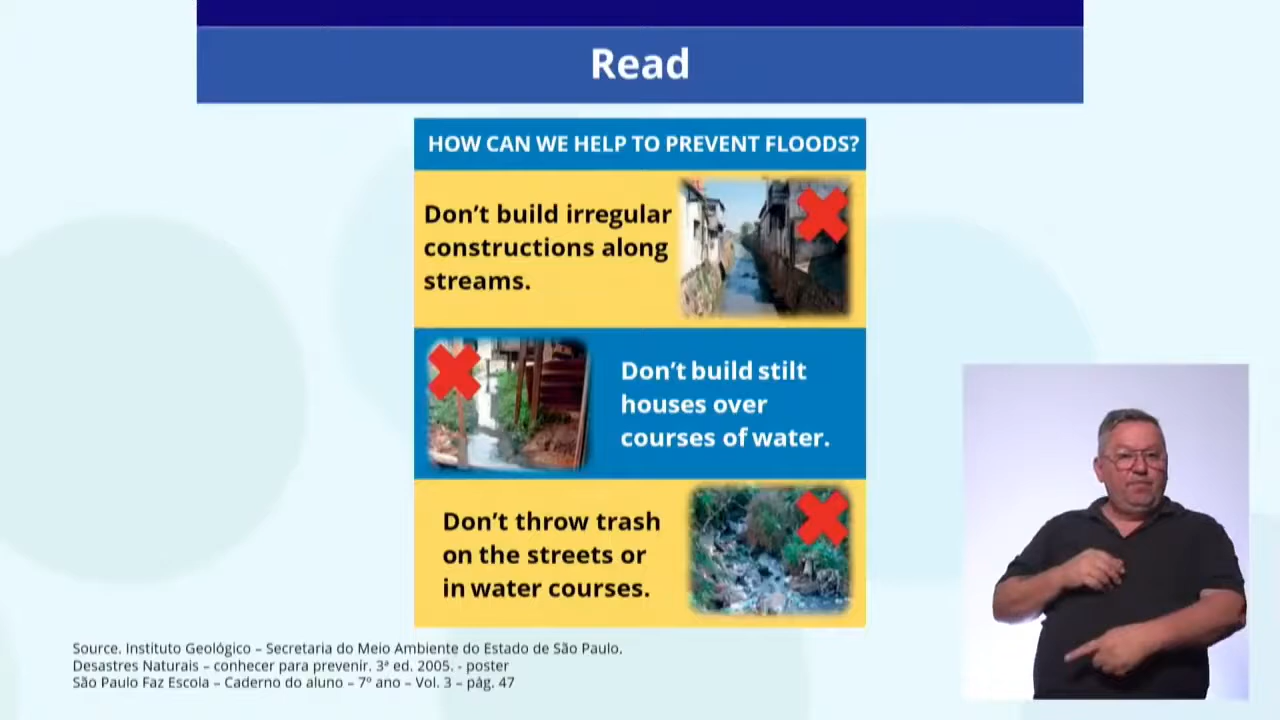 Read
HOW CAN WE HELP TO PREVENT FLOODS?
Don't build irregular
constructions along
streams.
Don't build stilt
houses over
courses of water.
Don't throw trash
on the streets or
in water courses.
Source. Instituto Geológico – Secretaria do Meio Ambiente do Estado de São Paulo.
Desastres Naturais – conhecer para prevenir. 3ª ed. 2005. - poster
São Paulo Faz Escola – Caderno do aluno – 7º ano – Vol. 3 – pág. 47